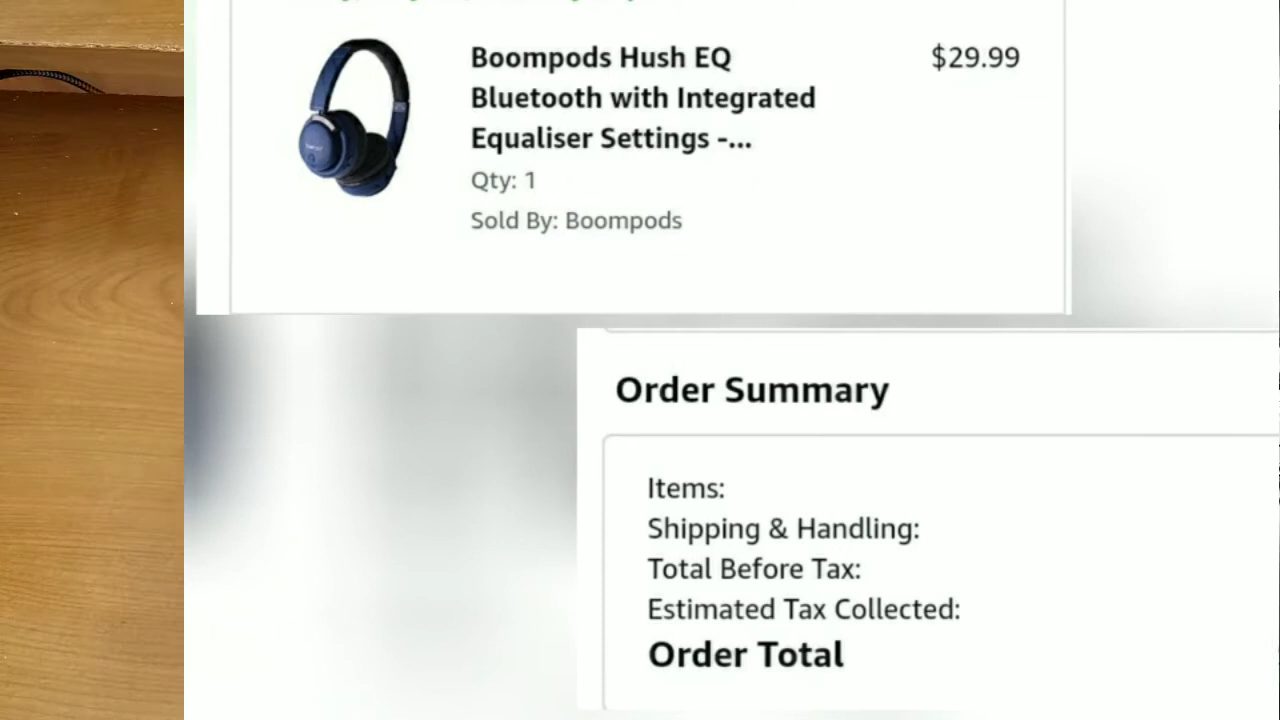 Boompods Hush EQ
$29.99
Bluetooth with Integrated
Equaliser Settings -...
Qty: 1
Sold By: Boompods
Order Summary
Items:
Shipping & Handling:
Total Before Tax:
Estimated Tax Collected:
Order Total